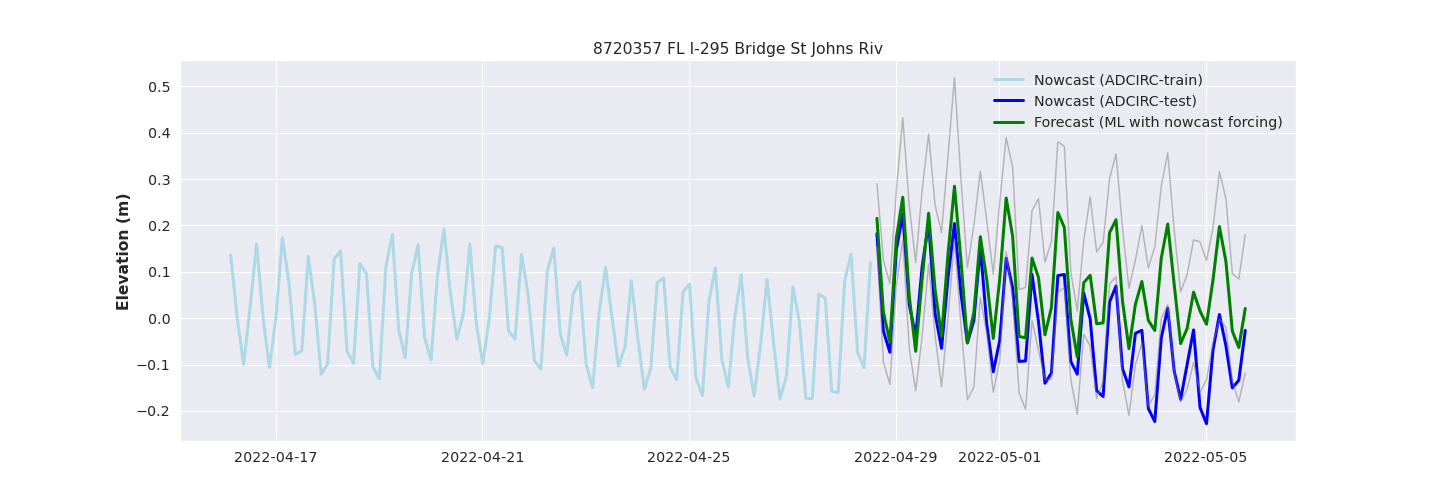 8720357 FL I-295 Bridge St Johns Riv
Nowcast (ADCIRC-train)
Nowcast (ADCIRC-test)
Forecast (ML with nowcast forcing)
Elevation (m)
0.5
0.4
0.3
0.2
0.1
0.0
−0.1
−0.2
2022-04-17 2022-04-21 2022-04-25 2022-04-29 2022-05-01 2022-05-05